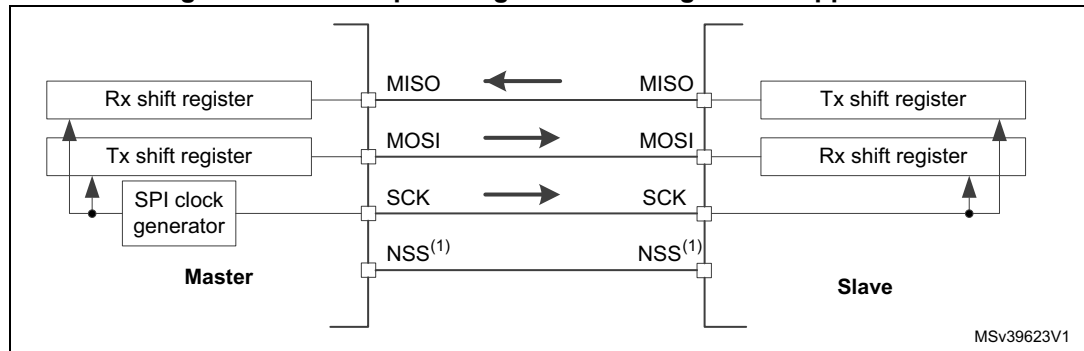 MISO MISO
Rx shift register Tx shift register
MOSI MOSI
Tx shift register Rx shift register
SPI clock
generator
SCK SCK
NSS(1) NSS(1)
Master Slave
MSv39623V1